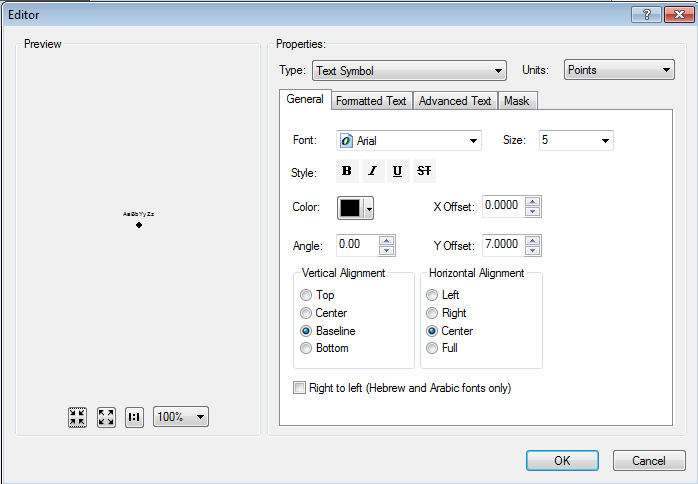 Editor
Preview
AaBbYyZz
100%
Properties:
Type: Text Symbol Units: Points
General Formatted Text Advanced Text Mask
Font: O Arial Size: 5
Style: B I U ST
Color: X Offset: 0.0000
Angle: 0.00 Y Offset: 7.0000
Vertical Alignment Horizontal Alignment
Top Left
Center Right
Baseline Center
Bottom Full
Right to left (Hebrew and Arabic fonts only)
OK Cancel